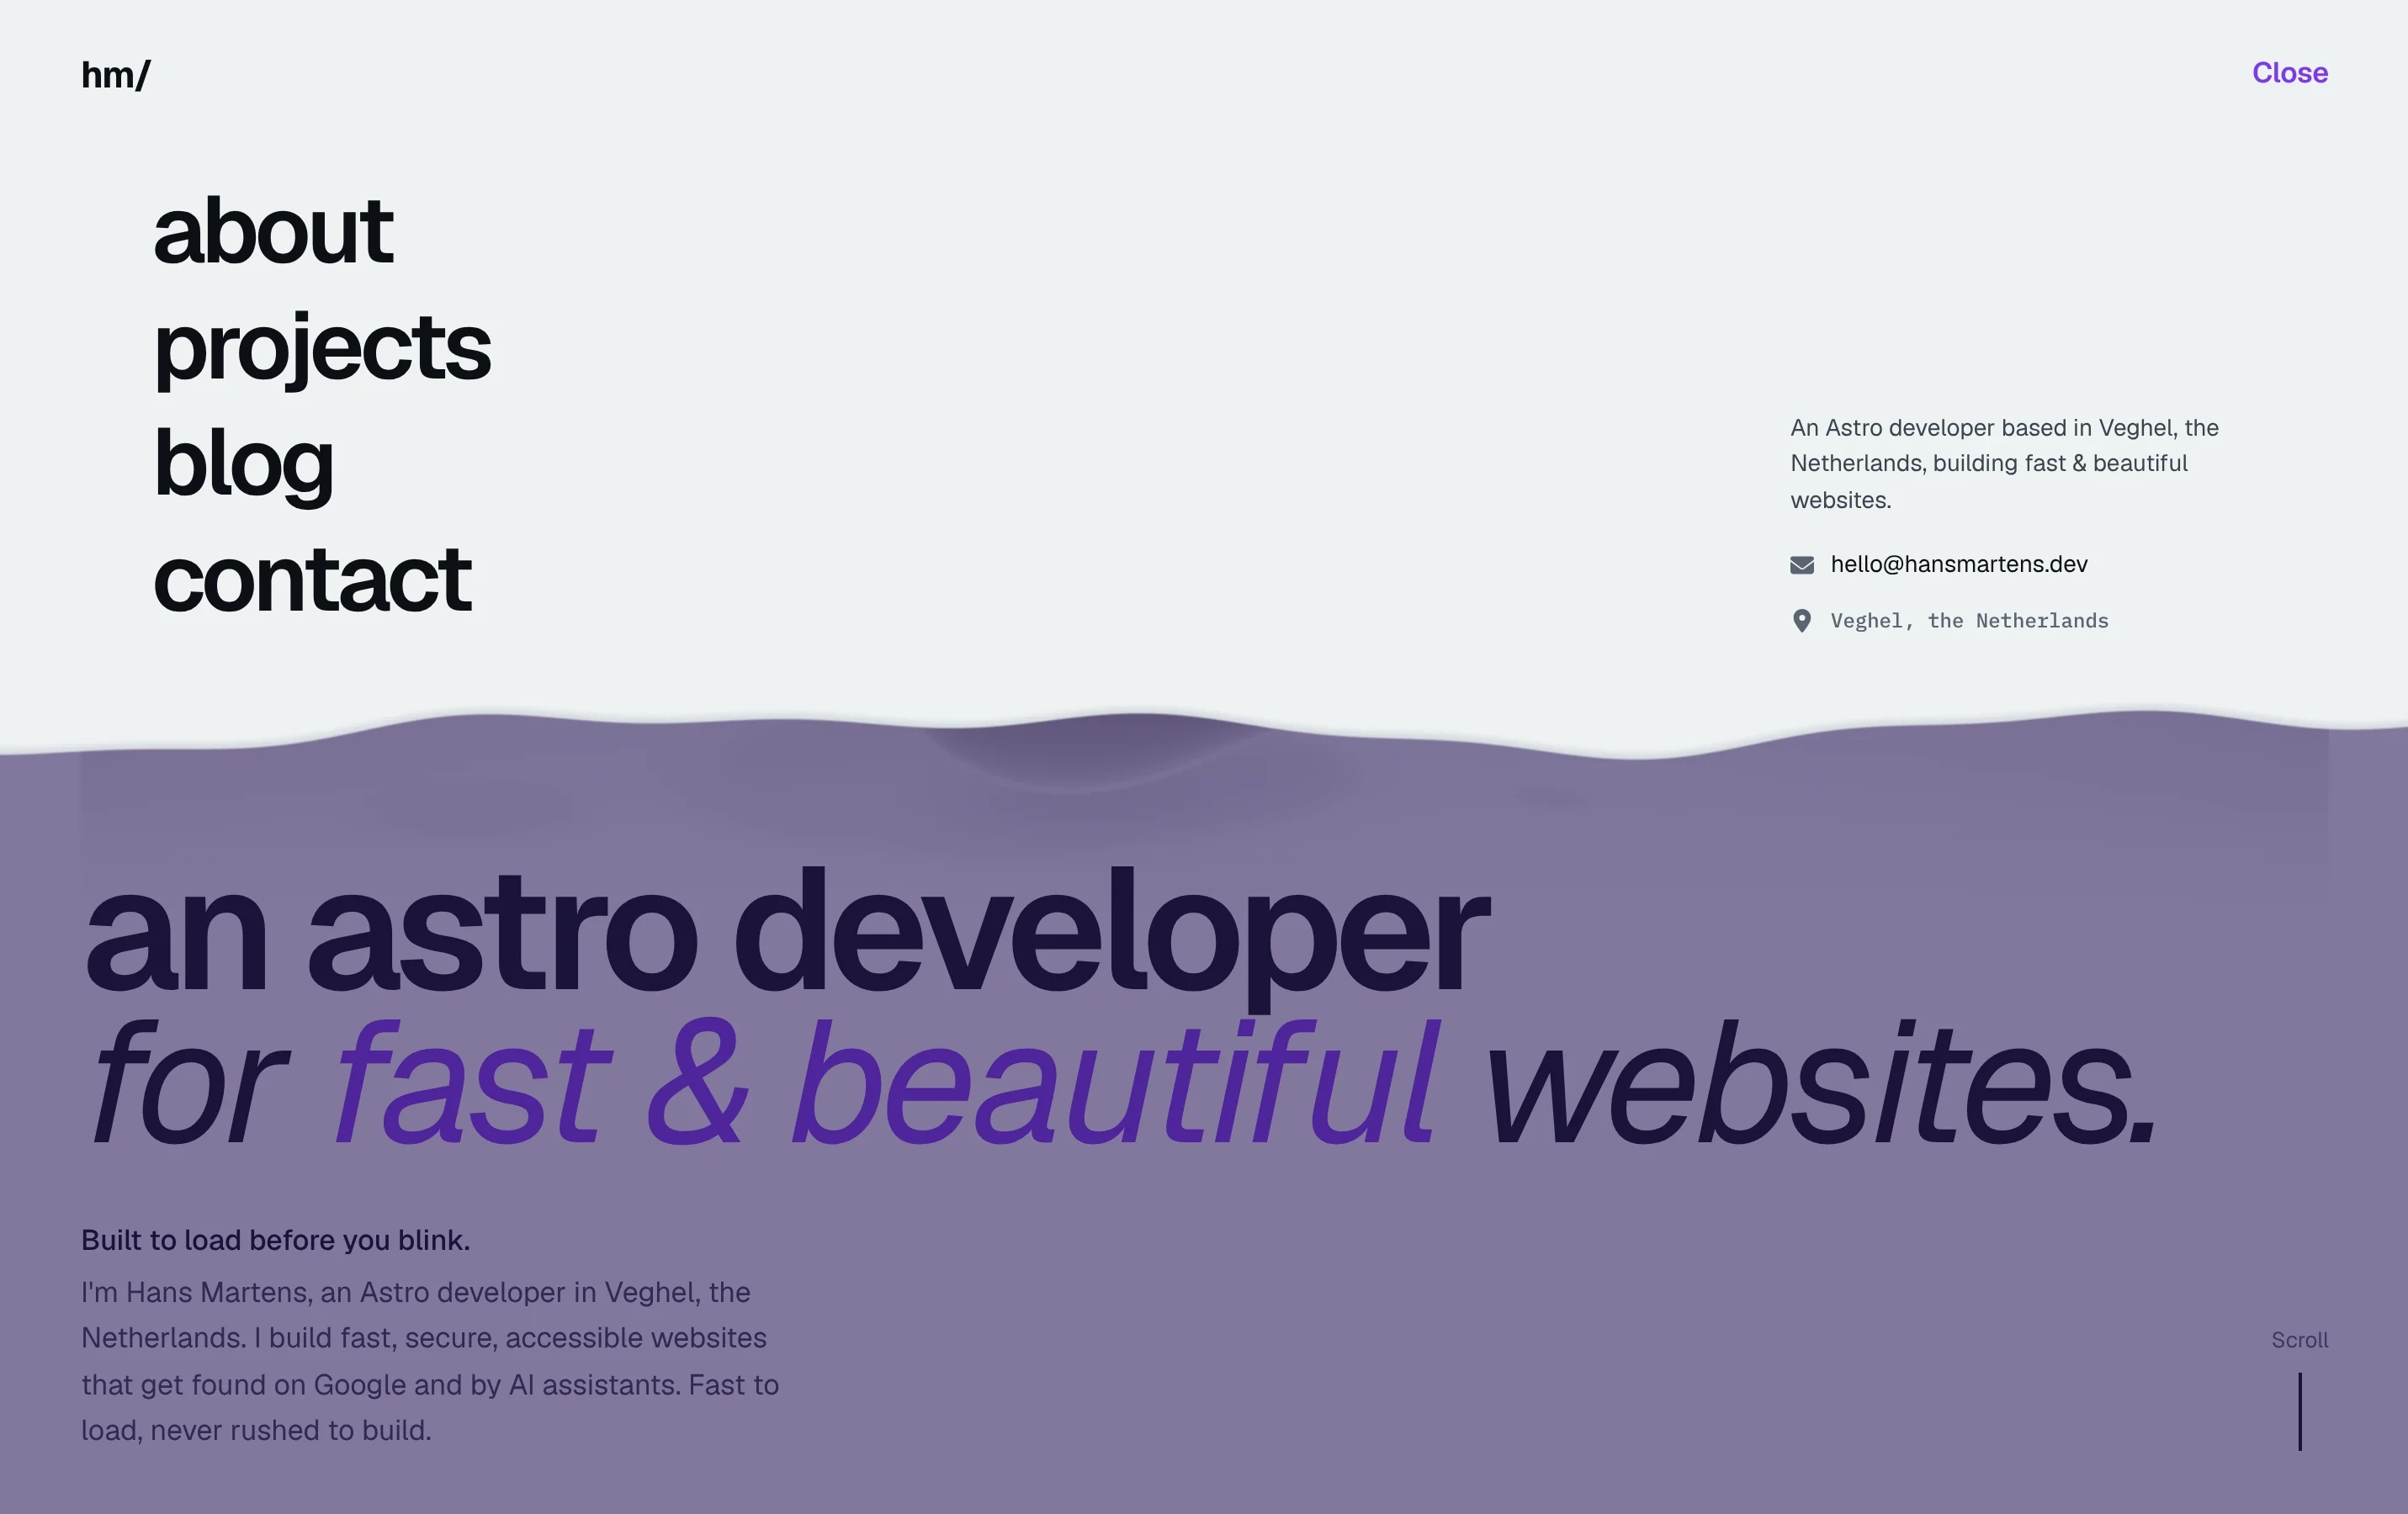 hm/
Close
about
projects
blog
contact
An Astro developer based in Veghel, the
Netherlands, building fast & beautiful
websites.
hello@hansmartens.dev
Veghel, the Netherlands
an astro developer
for fast & beautiful websites.
Built to load before you blink.
I'm Hans Martens, an Astro developer in Veghel, the
Netherlands. I build fast, secure, accessible websites
that get found on Google and by AI assistants. Fast to
load, never rushed to build.
Scroll